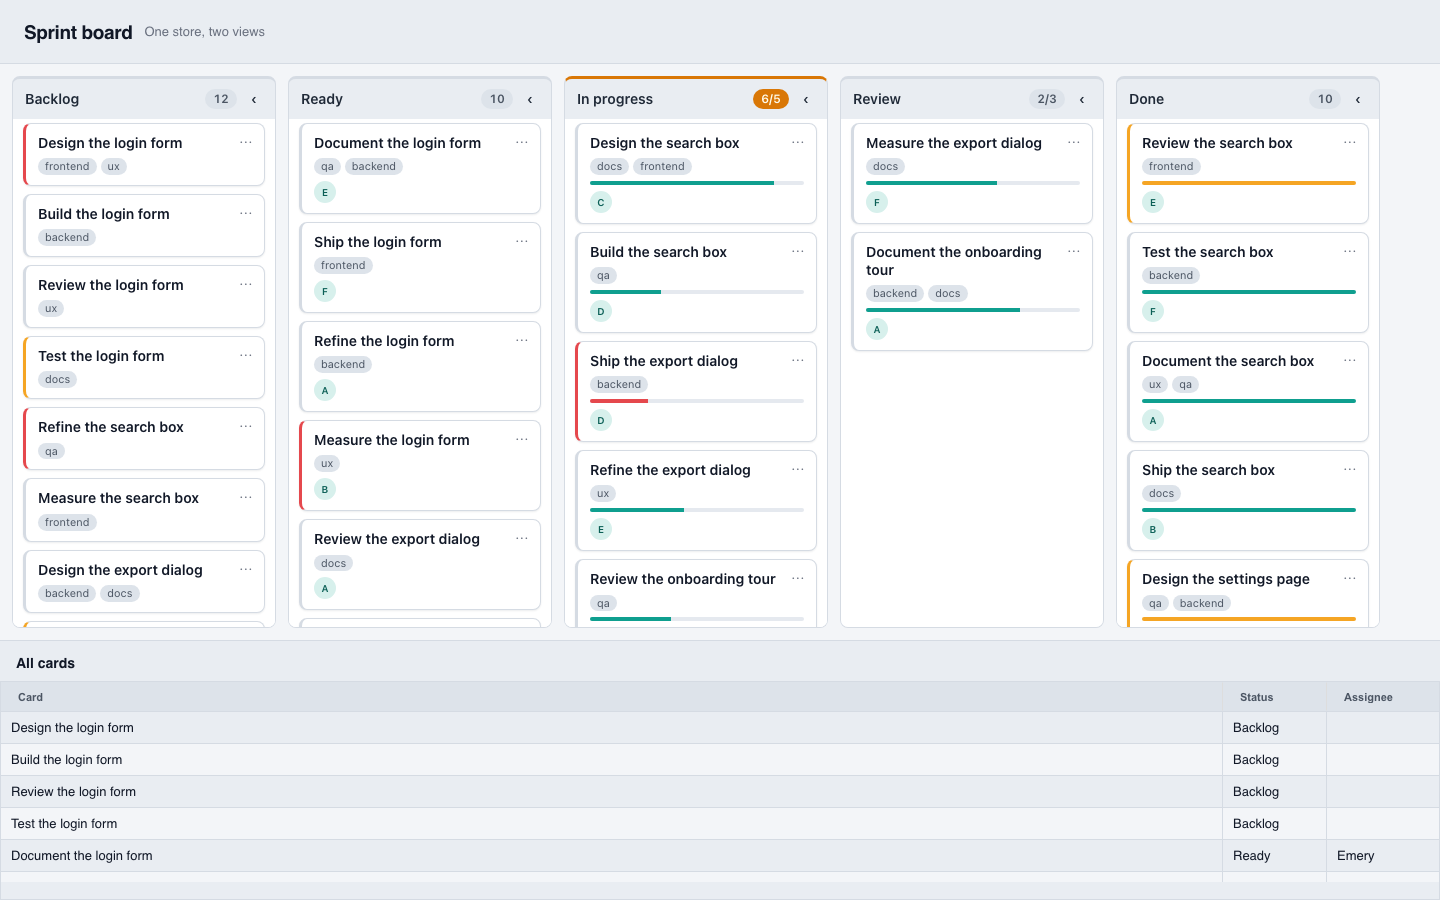 Sprint board One store, two views
Backlog 12 ‹
Design the login form ···
frontend ux
Build the login form ···
backend
Review the login form ···
ux
Test the login form ···
docs
Refine the search box ···
qa
Measure the search box ···
frontend
Design the export dialog ···
backend docs
Ready 10 ‹
Document the login form ···
qa backend
E
Ship the login form ···
frontend
F
Refine the login form ···
backend
A
Measure the login form ···
ux
B
Review the export dialog ···
docs
A
In progress 6/5 ‹
Design the search box ···
docs frontend
C
Build the search box ···
qa
D
Ship the export dialog ···
backend
D
Refine the export dialog ···
ux
E
Review the onboarding tour ···
qa
Review 2/3 ‹
Measure the export dialog ···
docs
F
Document the onboarding ···
tour
backend docs
A
Done 10 ‹
Review the search box ···
frontend
E
Test the search box ···
backend
F
Document the search box ···
ux qa
A
Ship the search box ···
docs
B
Design the settings page ···
qa backend
All cards
Card Status Assignee
Design the login form Backlog
Build the login form Backlog
Review the login form Backlog
Test the login form Backlog
Document the login form Ready Emery